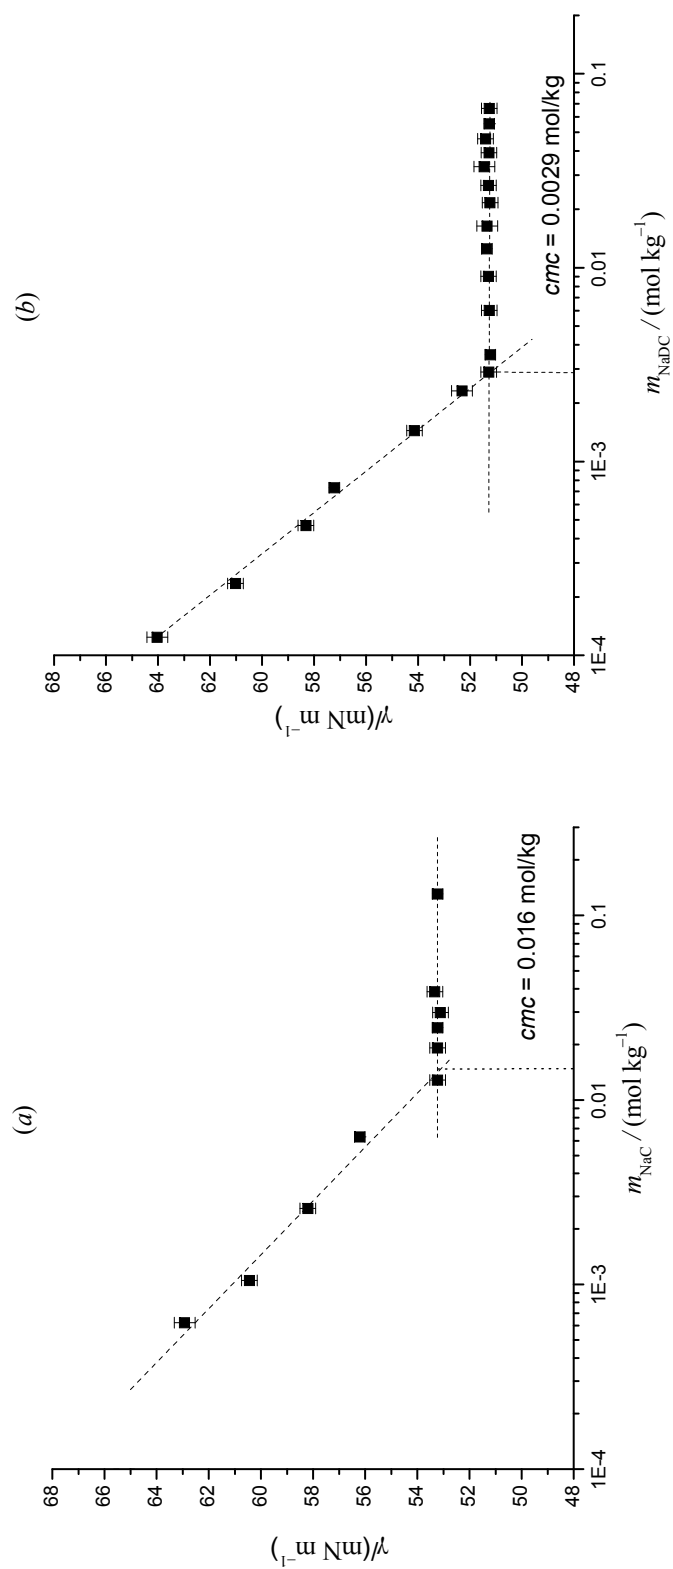 (a)
γ/(mN m⁻¹)
68
66
64
62
60
58
56
54
52
50
48
1E-4
1E-3
0.01
0.1
cmc = 0.016 mol/kg
m_NaC / (mol kg⁻¹)
(b)
γ/(mN m⁻¹)
68
66
64
62
60
58
56
54
52
50
48
1E-4
1E-3
0.01
0.1
cmc = 0.0029 mol/kg
m_NaDC / (mol kg⁻¹)